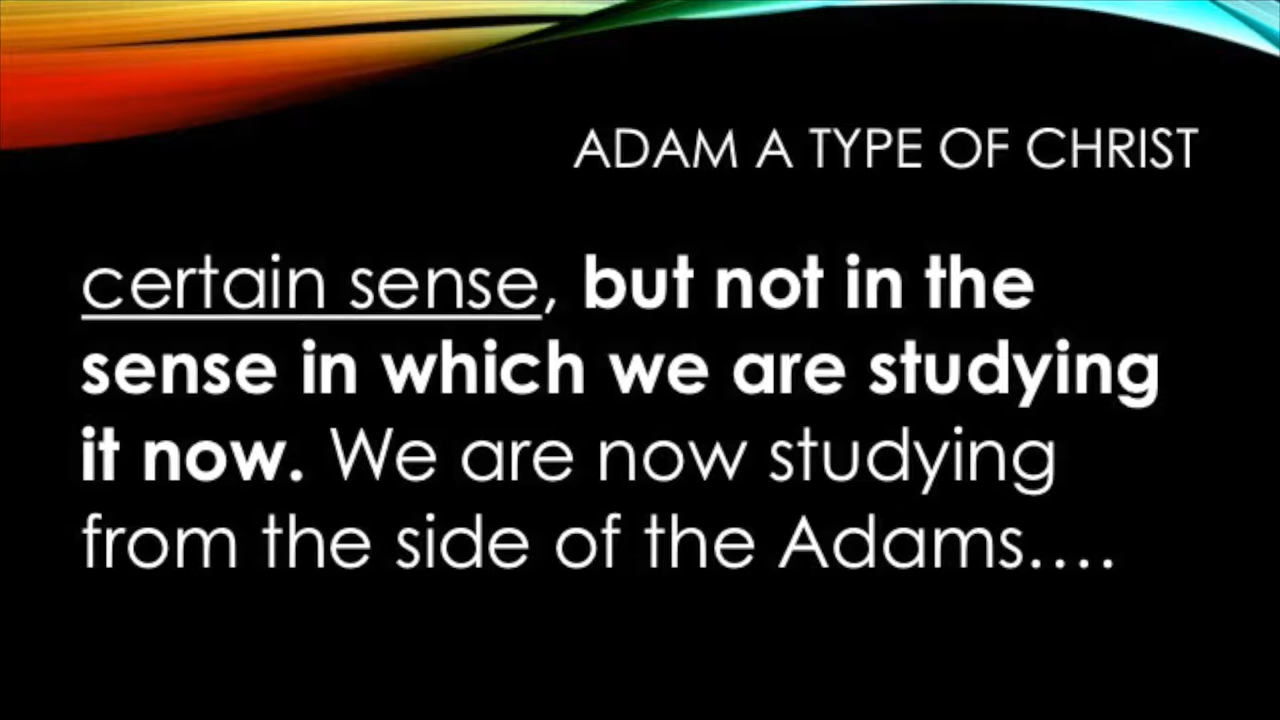 ADAM A TYPE OF CHRIST
certain sense, but not in the
sense in which we are studying
it now. We are now studying
from the side of the Adams....